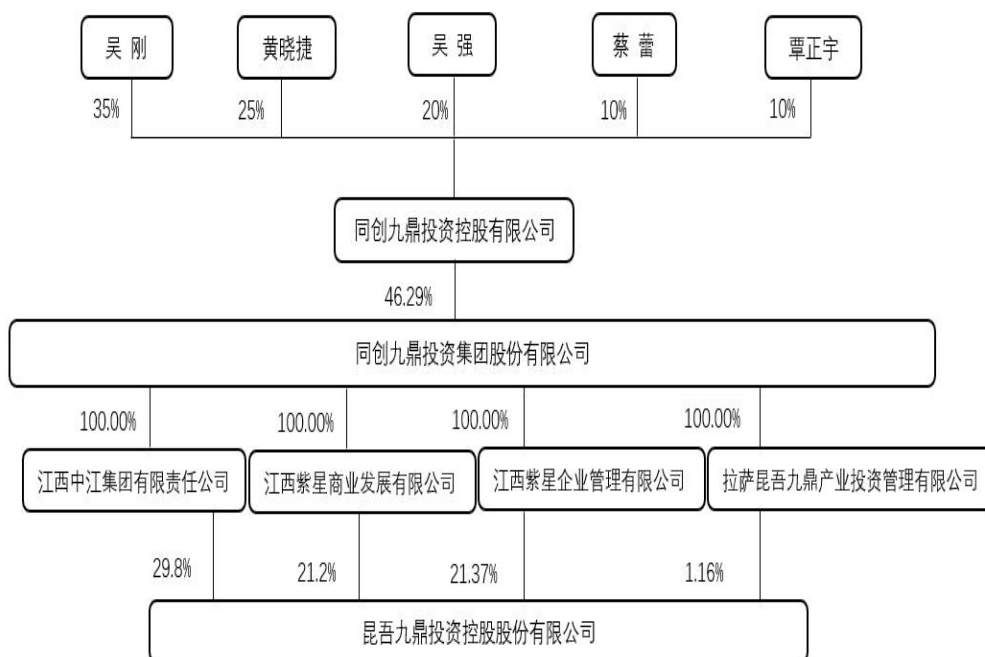 吴 刚
黄晓捷
吴 强
蔡 蕾
覃正宇
35%
25%
20%
10%
10%
同创九鼎投资控股有限公司
46.29%
同创九鼎投资集团股份有限公司
100.00%
100.00%
100.00%
100.00%
江西中江集团有限责任公司
江西紫星商业发展有限公司
江西紫星企业管理有限公司
拉萨昆吾九鼎产业投资管理有限公司
29.8%
21.2%
21.37%
1.16%
昆吾九鼎投资控股股份有限公司